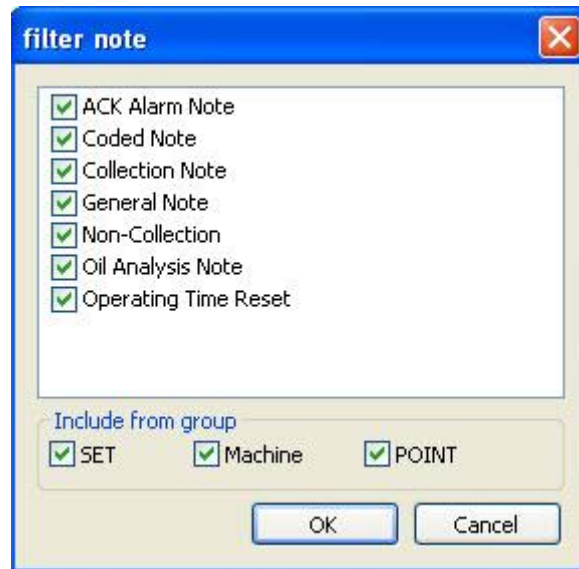 filter note
ACK Alarm Note
Coded Note
Collection Note
General Note
Non-Collection
Oil Analysis Note
Operating Time Reset
Include from group
SET Machine POINT
OK Cancel